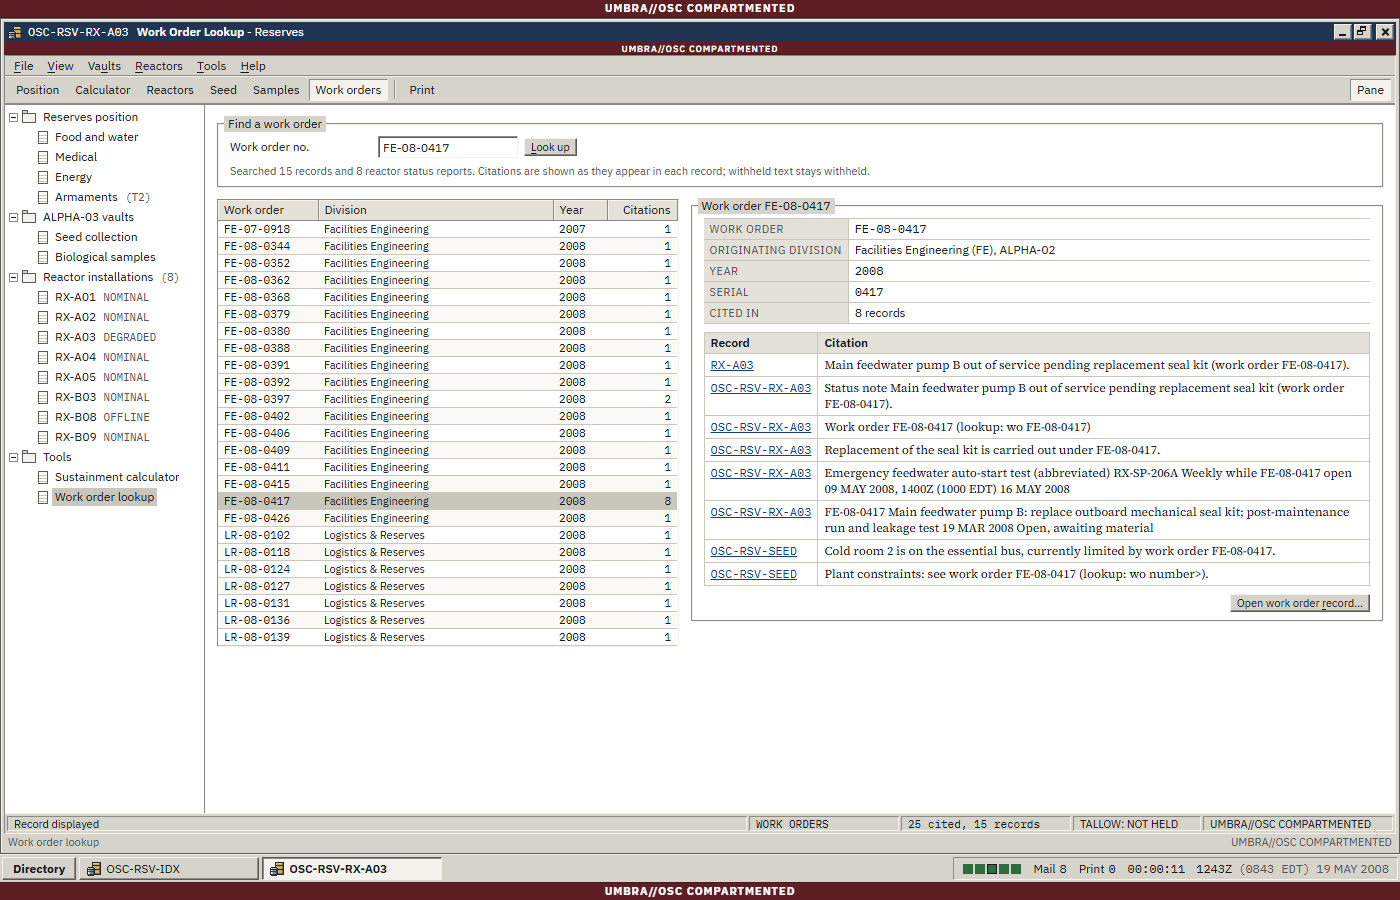 UMBRA//OSC COMPARTMENTED
OSC-RSV-RX-A03 Work Order Lookup - Reserves
UMBRA//OSC COMPARTMENTED
File View Vaults Reactors Tools Help
Position Calculator Reactors Seed Samples Work orders Print Pane
Reserves position
Food and water
Medical
Energy
Armaments (T2)
ALPHA-03 vaults
Seed collection
Biological samples
Reactor installations (8)
RX-A01 NOMINAL
RX-A02 NOMINAL
RX-A03 DEGRADED
RX-A04 NOMINAL
RX-A05 NOMINAL
RX-B03 NOMINAL
RX-B08 OFFLINE
RX-B09 NOMINAL
Tools
Sustainment calculator
Work order lookup
Find a work order
Work order no. FE-08-0417 Look up
Searched 15 records and 8 reactor status reports. Citations are shown as they appear in each record; withheld text stays withheld.
Work order Division Year Citations
FE-07-0918 Facilities Engineering 2007 1
FE-08-0344 Facilities Engineering 2008 1
FE-08-0352 Facilities Engineering 2008 1
FE-08-0362 Facilities Engineering 2008 1
FE-08-0368 Facilities Engineering 2008 1
FE-08-0379 Facilities Engineering 2008 1
FE-08-0380 Facilities Engineering 2008 1
FE-08-0388 Facilities Engineering 2008 1
FE-08-0391 Facilities Engineering 2008 1
FE-08-0392 Facilities Engineering 2008 1
FE-08-0397 Facilities Engineering 2008 2
FE-08-0402 Facilities Engineering 2008 1
FE-08-0406 Facilities Engineering 2008 1
FE-08-0409 Facilities Engineering 2008 1
FE-08-0411 Facilities Engineering 2008 1
FE-08-0415 Facilities Engineering 2008 1
FE-08-0417 Facilities Engineering 2008 8
FE-08-0426 Facilities Engineering 2008 1
LR-08-0102 Logistics & Reserves 2008 1
LR-08-0118 Logistics & Reserves 2008 1
LR-08-0124 Logistics & Reserves 2008 1
LR-08-0127 Logistics & Reserves 2008 1
LR-08-0131 Logistics & Reserves 2008 1
LR-08-0136 Logistics & Reserves 2008 1
LR-08-0139 Logistics & Reserves 2008 1
Work order FE-08-0417
WORK ORDER FE-08-0417
ORIGINATING DIVISION Facilities Engineering (FE), ALPHA-02
YEAR 2008
SERIAL 0417
CITED IN 8 records
Record Citation
RX-A03 Main feedwater pump B out of service pending replacement seal kit (work order FE-08-0417).
OSC-RSV-RX-A03 Status note Main feedwater pump B out of service pending replacement seal kit (work order
FE-08-0417).
OSC-RSV-RX-A03 Work order FE-08-0417 (lookup: wo FE-08-0417)
OSC-RSV-RX-A03 Replacement of the seal kit is carried out under FE-08-0417.
OSC-RSV-RX-A03 Emergency feedwater auto-start test (abbreviated) RX-SP-206A Weekly while FE-08-0417 open
09 MAY 2008, 1400Z (1000 EDT) 16 MAY 2008
OSC-RSV-RX-A03 FE-08-0417 Main feedwater pump B: replace outboard mechanical seal kit; post-maintenance
run and leakage test 19 MAR 2008 Open, awaiting material
OSC-RSV-SEED Cold room 2 is on the essential bus, currently limited by work order FE-08-0417.
OSC-RSV-SEED Plant constraints: see work order FE-08-0417 (lookup: wo number>).
Open work order record...
Record displayed WORK ORDERS 25 cited, 15 records TALLOW: NOT HELD UMBRA//OSC COMPARTMENTED
Work order lookup UMBRA//OSC COMPARTMENTED
Directory OSC-RSV-IDX OSC-RSV-RX-A03 Mail 8 Print 0 00:00:11 1243Z (0843 EDT) 19 MAY 2008
UMBRA//OSC COMPARTMENTED